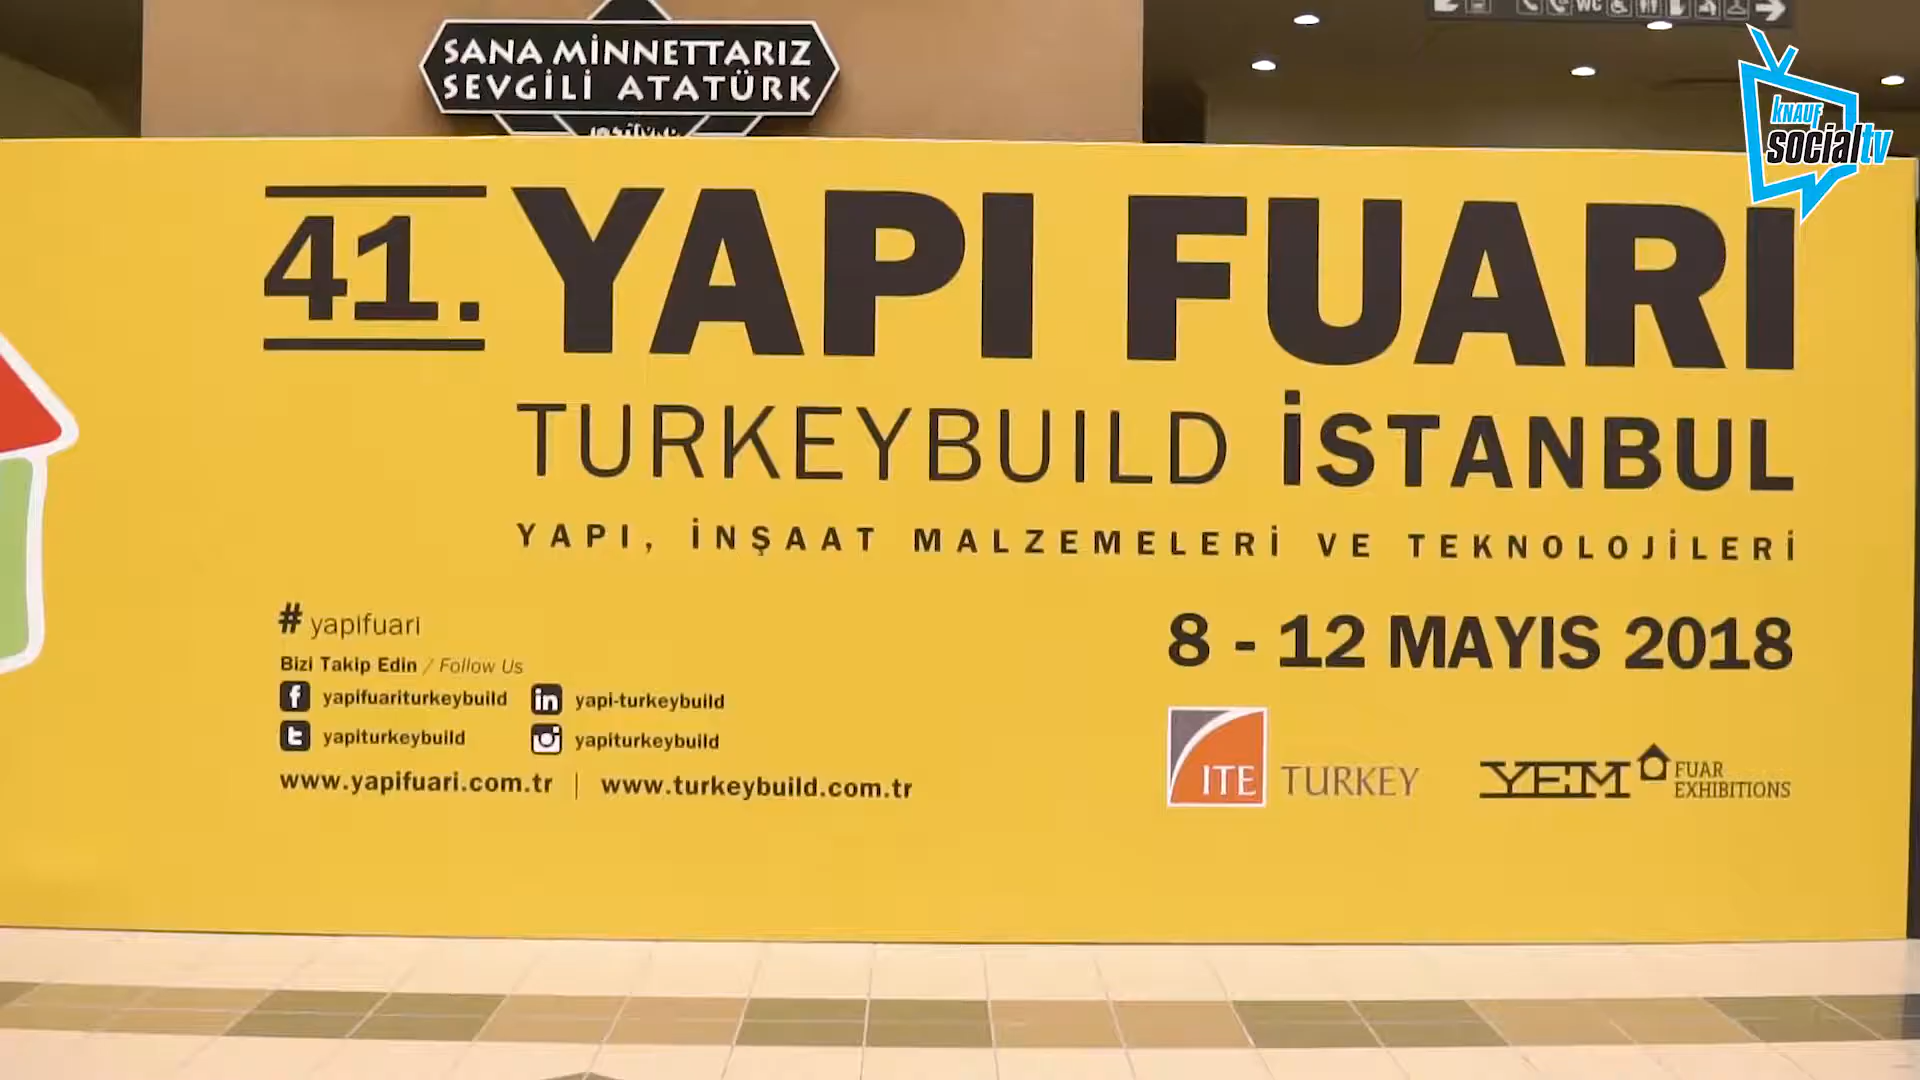 WC
SANA MİNNETTARIZ
SEVGİLİ ATATÜRK
KNAUF
socialtv
41. YAPI FUARI
TURKEYBUILD İSTANBUL
YAPI, İNŞAAT MALZEMELERİ VE TEKNOLOJİLERİ
# yapifuari
8 - 12 MAYIS 2018
Bizi Takip Edin / Follow Us
yapifuariturkeybuild
yapi-turkeybuild
yapiturkeybuild
yapiturkeybuild
www.yapifuari.com.tr | www.turkeybuild.com.tr
ITE TURKEY
YEM FUAR
EXHIBITIONS